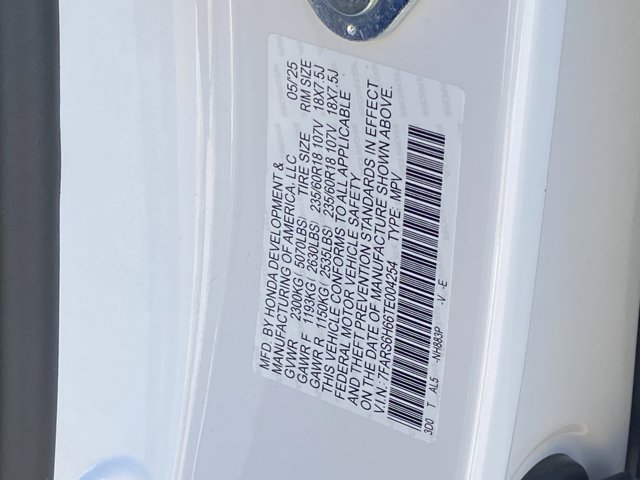 MFD. BY HONDA DEVELOPMENT &
MANUFACTURING OF AMERICA, LLC 05/25
GVWR 2300KG ( 5070LBS) TIRE SIZE RIM SIZE
GAWR F 1193KG ( 2630LBS) 235/60R18 107V 18X7.5J
GAWR R 1150KG ( 2535LBS) 235/60R18 107V 18X7.5J
THIS VEHICLE CONFORMS TO ALL APPLICABLE
FEDERAL MOTOR VEHICLE SAFETY
AND THEFT PREVENTION STANDARDS IN EFFECT
ON THE DATE OF MANUFACTURE SHOWN ABOVE.
V.I.N: 7FARS6H66TE004254 TYPE: MPV
3D0 T AL5 -NH883P -V -E